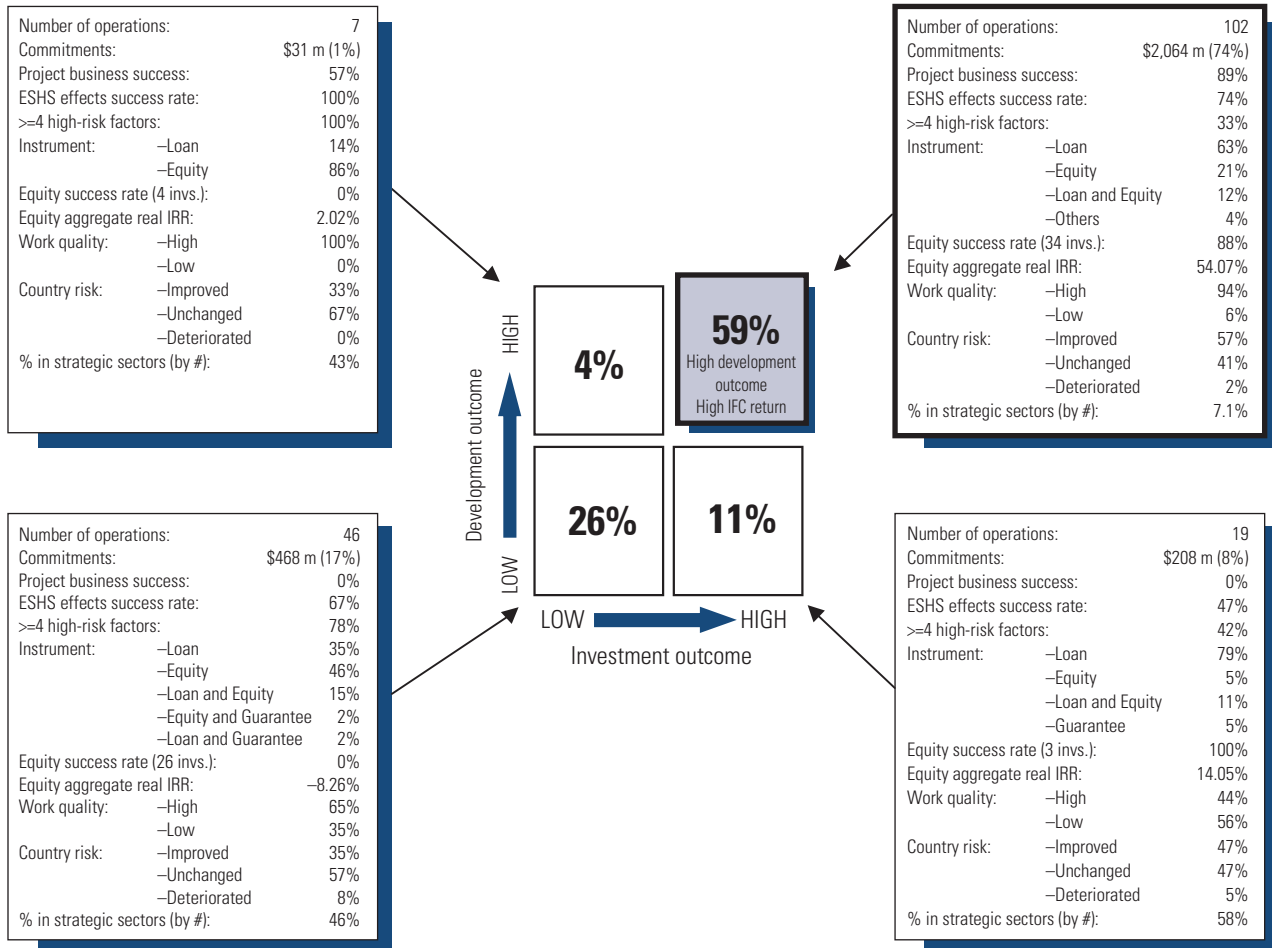 Number of operations: 7
Commitments: $31 m (1%)
Project business success: 57%
ESHS effects success rate: 100%
>=4 high-risk factors: 100%
Instrument: –Loan 14%
–Equity 86%
Equity success rate (4 invs.): 0%
Equity aggregate real IRR: 2.02%
Work quality: –High 100%
–Low 0%
Country risk: –Improved 33%
–Unchanged 67%
–Deteriorated 0%
% in strategic sectors (by #): 43%
Number of operations: 102
Commitments: $2,064 m (74%)
Project business success: 89%
ESHS effects success rate: 74%
>=4 high-risk factors: 33%
Instrument: –Loan 63%
–Equity 21%
–Loan and Equity 12%
–Others 4%
Equity success rate (34 invs.): 88%
Equity aggregate real IRR: 54.07%
Work quality: –High 94%
–Low 6%
Country risk: –Improved 57%
–Unchanged 41%
–Deteriorated 2%
% in strategic sectors (by #): 7.1%
Development outcome
HIGH
LOW
4%
59%
High development
outcome
High IFC return
26%
11%
LOW HIGH
Investment outcome
Number of operations: 46
Commitments: $468 m (17%)
Project business success: 0%
ESHS effects success rate: 67%
>=4 high-risk factors: 78%
Instrument: –Loan 35%
–Equity 46%
–Loan and Equity 15%
–Equity and Guarantee 2%
–Loan and Guarantee 2%
Equity success rate (26 invs.): 0%
Equity aggregate real IRR: –8.26%
Work quality: –High 65%
–Low 35%
Country risk: –Improved 35%
–Unchanged 57%
–Deteriorated 8%
% in strategic sectors (by #): 46%
Number of operations: 19
Commitments: $208 m (8%)
Project business success: 0%
ESHS effects success rate: 47%
>=4 high-risk factors: 42%
Instrument: –Loan 79%
–Equity 5%
–Loan and Equity 11%
–Guarantee 5%
Equity success rate (3 invs.): 100%
Equity aggregate real IRR: 14.05%
Work quality: –High 44%
–Low 56%
Country risk: –Improved 47%
–Unchanged 47%
–Deteriorated 5%
% in strategic sectors (by #): 58%